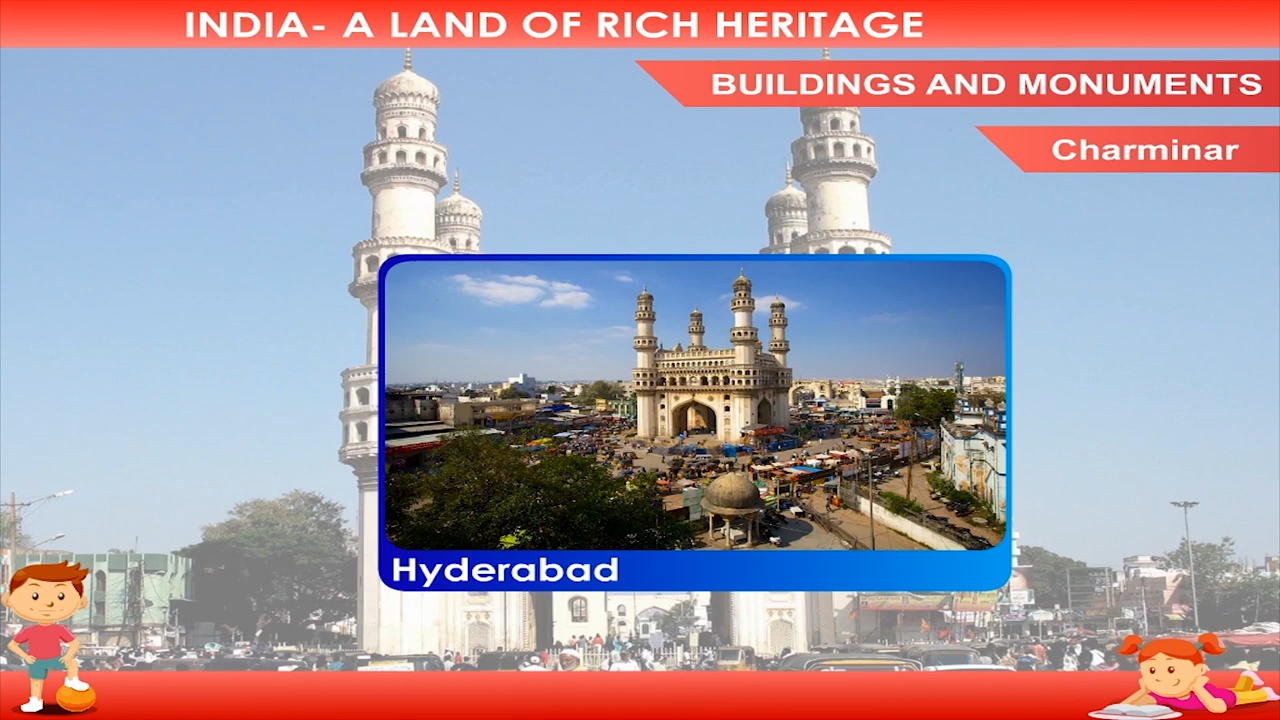 INDIA- A LAND OF RICH HERITAGE
BUILDINGS AND MONUMENTS
Charminar
Hyderabad